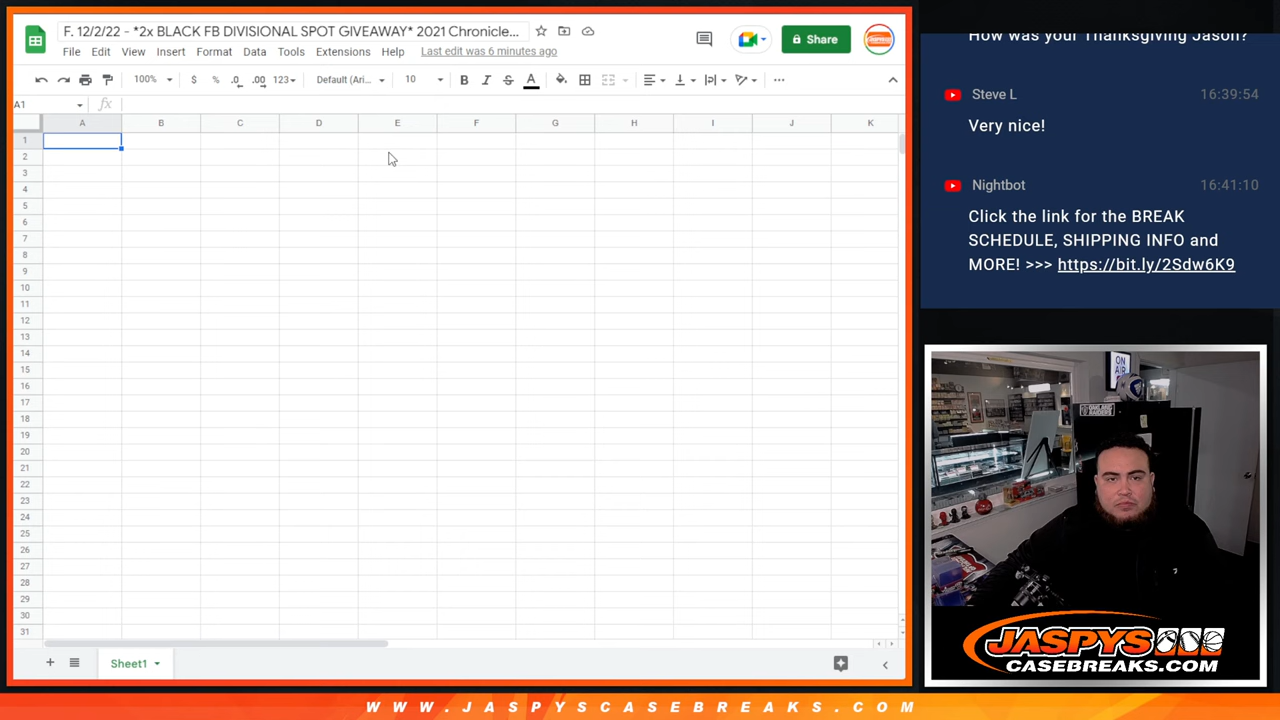 F. 12/2/22 - *2x BLACK FB DIVISIONAL SPOT GIVEAWAY* 2021 Chronicle...
File Edit View Insert Format Data Tools Extensions Help Last edit was 6 minutes ago
Share
100% $ % .0 .00 123 Default (Ari... 10 B I S A
A1 fx
A B C D E F G H I J K
1
2
3
4
5
6
7
8
9
10
11
12
13
14
15
16
17
18
19
20
21
22
23
24
25
26
27
28
29
30
31
Sheet1
How was your Thanksgiving Jason?
Steve L 16:39:54
Very nice!
Nightbot 16:41:10
Click the link for the BREAK
SCHEDULE, SHIPPING INFO and
MORE! >>> https://bit.ly/2Sdw6K9
ON
AIR
OAKLAND
RAIDERS
JASPYS
CASEBREAKS.COM
WWW.JASPYSCASEBREAKS.COM